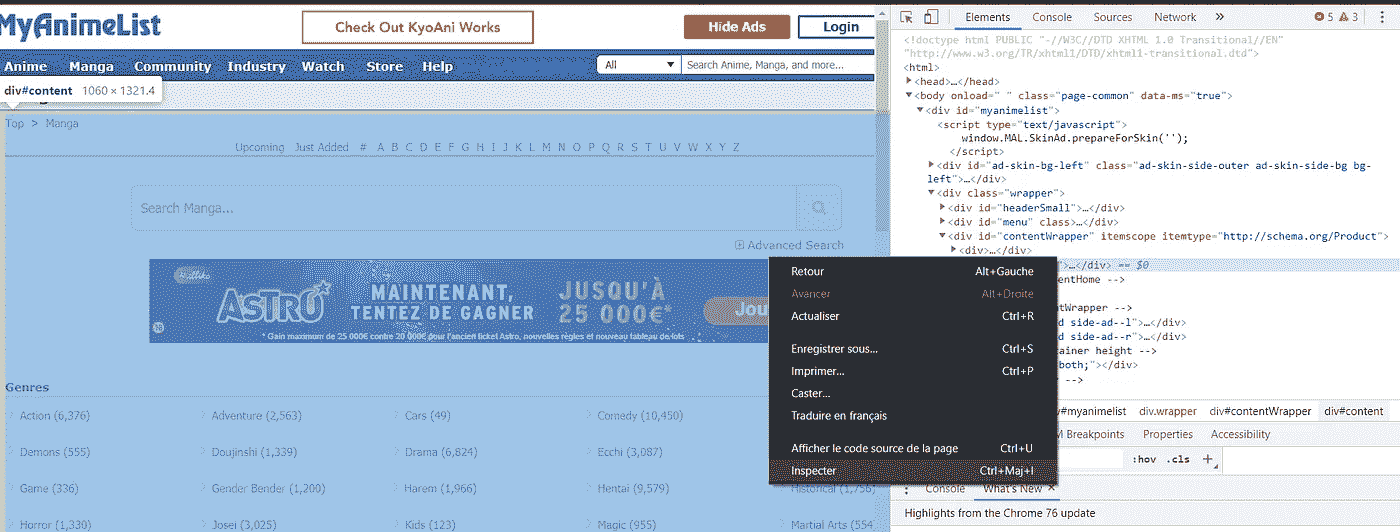 MyAnimeList
Check Out KyoAni Works
Hide Ads
Login
Anime Manga Community Industry Watch Store Help
All
Search Anime, Manga, and more...
div#content 1060 × 1321.4
Top > Manga
Upcoming Just Added # A B C D E F G H I J K L M N O P Q R S T U V W X Y Z
Search Manga...
Advanced Search
ASTRO
MAINTENANT,
TENTEZ DE GAGNER
JUSQU'À
25 000€*
Jou
* Gain maximum de 25 000€ contre 20 000€ pour l'ancien ticket Astro, nouvelles règles et nouveau tableau de lots
Genres
Action (6,376) Adventure (2,563) Cars (49) Comedy (10,450)
Demons (555) Doujinshi (1,339) Drama (6,824) Ecchi (3,087)
Game (336) Gender Bender (1,200) Harem (1,966) Hentai (9,579) Historical (1,756)
Horror (1,330) Josei (3,025) Kids (123) Magic (955) Martial Arts (554
Retour Alt+Gauche
Avancer Alt+Droite
Actualiser Ctrl+R
Enregistrer sous... Ctrl+S
Imprimer... Ctrl+P
Caster...
Traduire en français
Afficher le code source de la page Ctrl+U
Inspecter Ctrl+Maj+I
Elements Console Sources Network » 5 3
<!doctype html PUBLIC "-//W3C//DTD XHTML 1.0 Transitional//EN"
"http://www.w3.org/TR/xhtml1/DTD/xhtml1-transitional.dtd">
<html>
<head>…</head>
<body onload=" " class="page-common" data-ms="true">
<div id="myanimelist">
<script type="text/javascript">
window.MAL.SkinAd.prepareForSkin('');
</script>
<div id="ad-skin-bg-left" class="ad-skin-side-outer ad-skin-side-bg bg-
left">…</div>
<div class="wrapper">
<div id="headerSmall">…</div>
<div id="menu" class>…</div>
<div id="contentWrapper" itemscope itemtype="http://schema.org/Product">
<div>…</div>
">…</div> == $0
entHome -->
ntWrapper -->
d side-ad--l">…</div>
d side-ad--r">…</div>
tainer height -->
both;"></div>
r -->
v#myanimelist div.wrapper div#contentWrapper div#content
M Breakpoints Properties Accessibility
:hov .cls +
Console What's New ×
Highlights from the Chrome 76 update